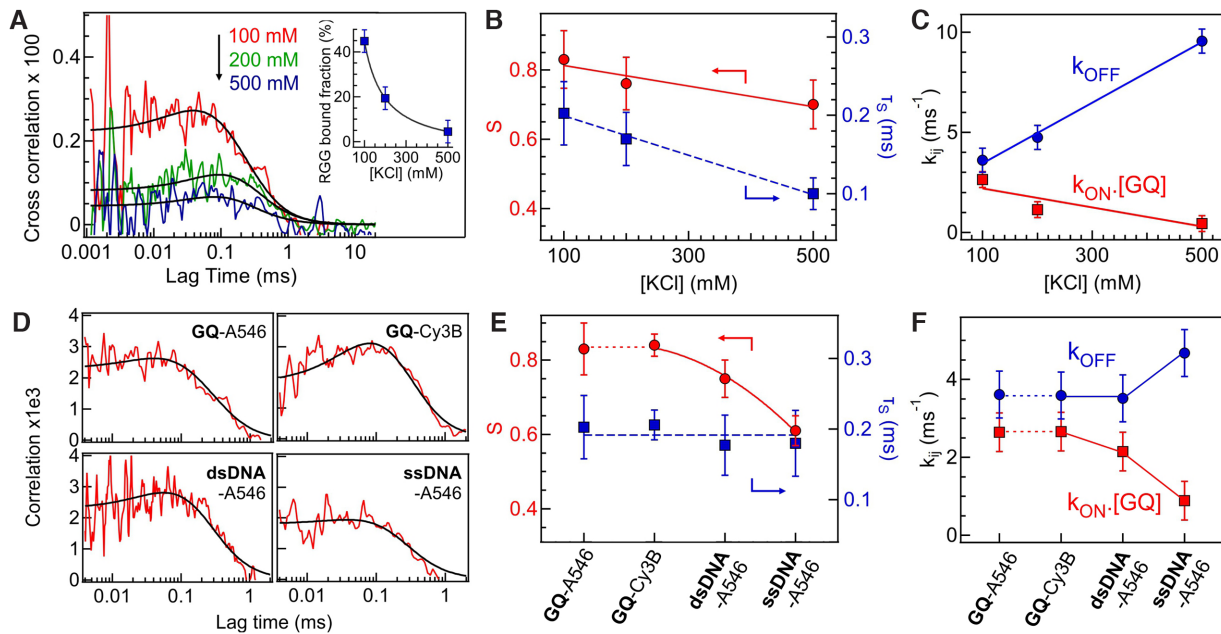 A
Cross correlation x 100
0.4
0.2
0
100 mM
200 mM
500 mM
RGG bound fraction (%)
40
20
0
100
300
500
[KCl] (mM)
0.001
0.01
0.1
1
10
Lag Time (ms)
B
S
0.8
0.6
0.4
0.3
0.2
0.1
τS (ms)
100
300
500
[KCl] (mM)
C
kij (ms-1)
10
5
0
kOFF
kON·[GQ]
100
300
500
[KCl] (mM)
D
Correlation x1e3
GQ-A546
GQ-Cy3B
4
3
2
1
0
dsDNA
-A546
ssDNA
-A546
4
3
2
1
0
0.01
0.1
1
0.01
0.1
1
Lag time (ms)
E
S
0.8
0.6
0.4
0.3
0.2
0.1
τS (ms)
GQ-A546
GQ-Cy3B
dsDNA
-A546
ssDNA
-A546
F
kij (ms-1)
4
2
0
kOFF
kON·[GQ]
GQ-A546
GQ-Cy3B
dsDNA
-A546
ssDNA
-A546